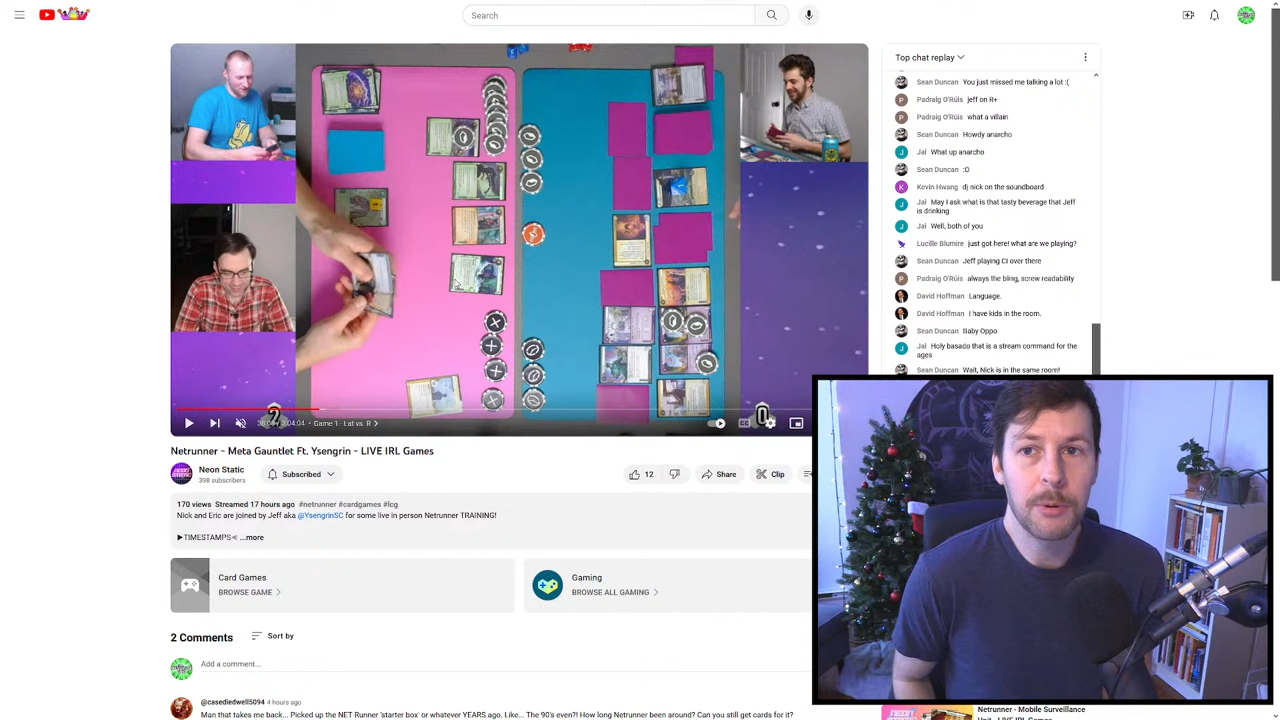 Search
Top chat replay
Sean Duncan You just missed me talking a lot :(
Padraig O'Rúis jeff on R+
Padraig O'Rúis what a villain
Sean Duncan Howdy anarcho
Jai What up anarcho
Sean Duncan :O
Kevin Hwang dj nick on the soundboard
Jai May I ask what is that tasty beverage that Jeff
is drinking
Jai Well, both of you
Lucille Blumire just got here! what are we playing?
Sean Duncan Jeff playing CI over there
Padraig O'Rúis always the bling, screw readability
David Hoffman Language.
David Hoffman I have kids in the room.
Sean Duncan Baby Oppo
Jai Holy basado that is a stream command for the
ages
Sean Duncan Wait, Nick is in the same room!
Game 1 - Lat vs. R
Netrunner - Meta Gauntlet Ft. Ysengrin - LIVE IRL Games
Neon Static
398 subscribers
Subscribed
12
Share
Clip
170 views Streamed 17 hours ago #netrunner #cardgames #lcg
Nick and Eric are joined by Jeff aka @YsengrinSC for some live in person Netrunner TRAINING!
▶TIMESTAMPS◀ ...more
Card Games
BROWSE GAME
Gaming
BROWSE ALL GAMING
2 Comments
Sort by
Add a comment...
@casediedwell5094 4 hours ago
Man that takes me back... Picked up the NET Runner 'starter box' or whatever YEARS ago. Like... The 90's even?! How long Netrunner been around? Can you still get cards for it?
Netrunner - Mobile Surveillance
Unit - LIVE IRL Games